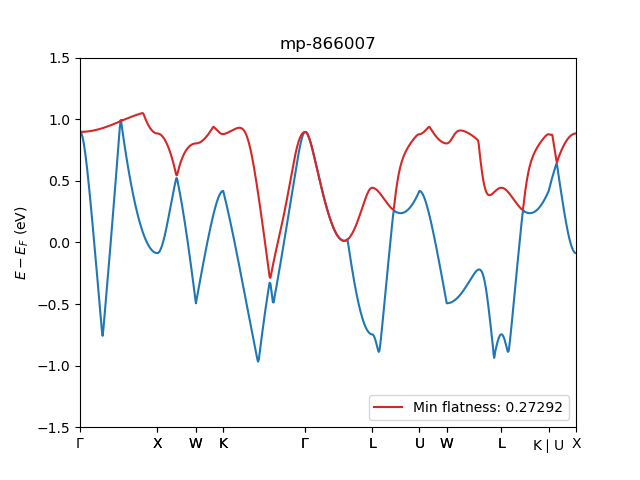 mp-866007
E − E_F (eV)
1.5
1.0
0.5
0.0
−0.5
−1.0
−1.5
Min flatness: 0.27292
Γ X W K Γ L U W L K | U X